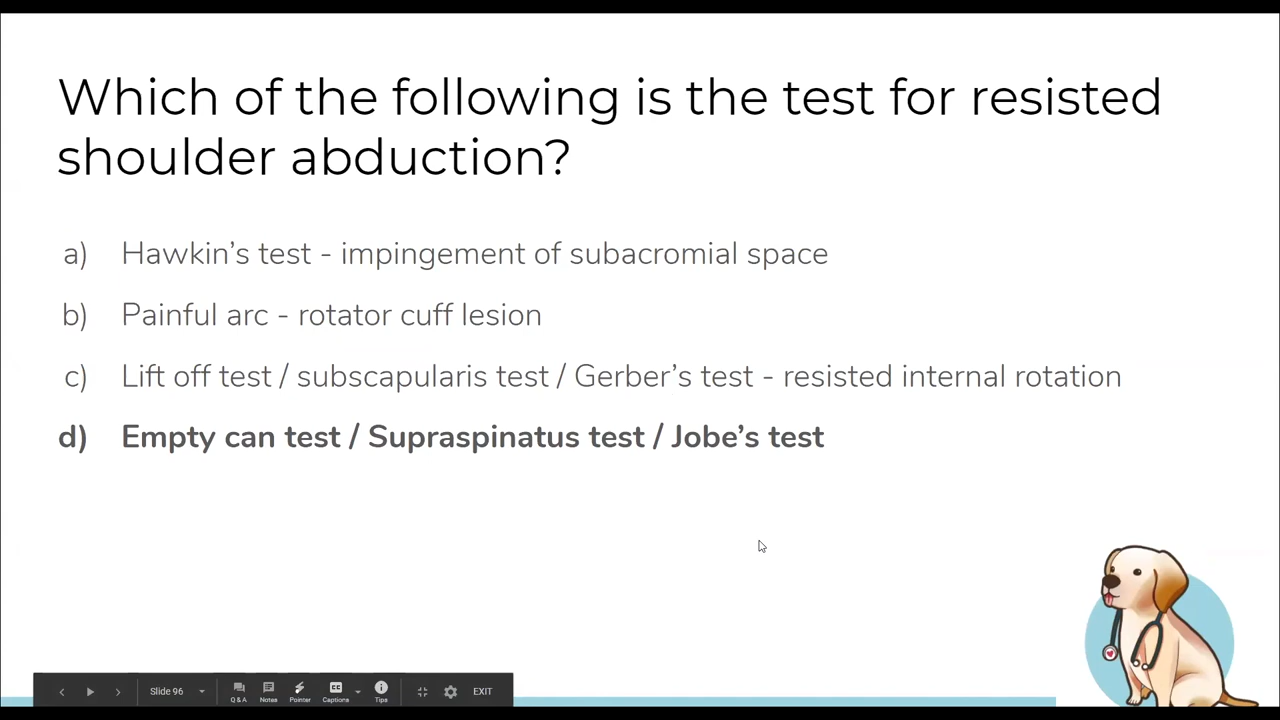 Which of the following is the test for resisted
shoulder abduction?
a) Hawkin's test - impingement of subacromial space
b) Painful arc - rotator cuff lesion
c) Lift off test / subscapularis test / Gerber's test - resisted internal rotation
d) Empty can test / Supraspinatus test / Jobe's test
Slide 96 Q & A Notes Pointer Captions Tips EXIT